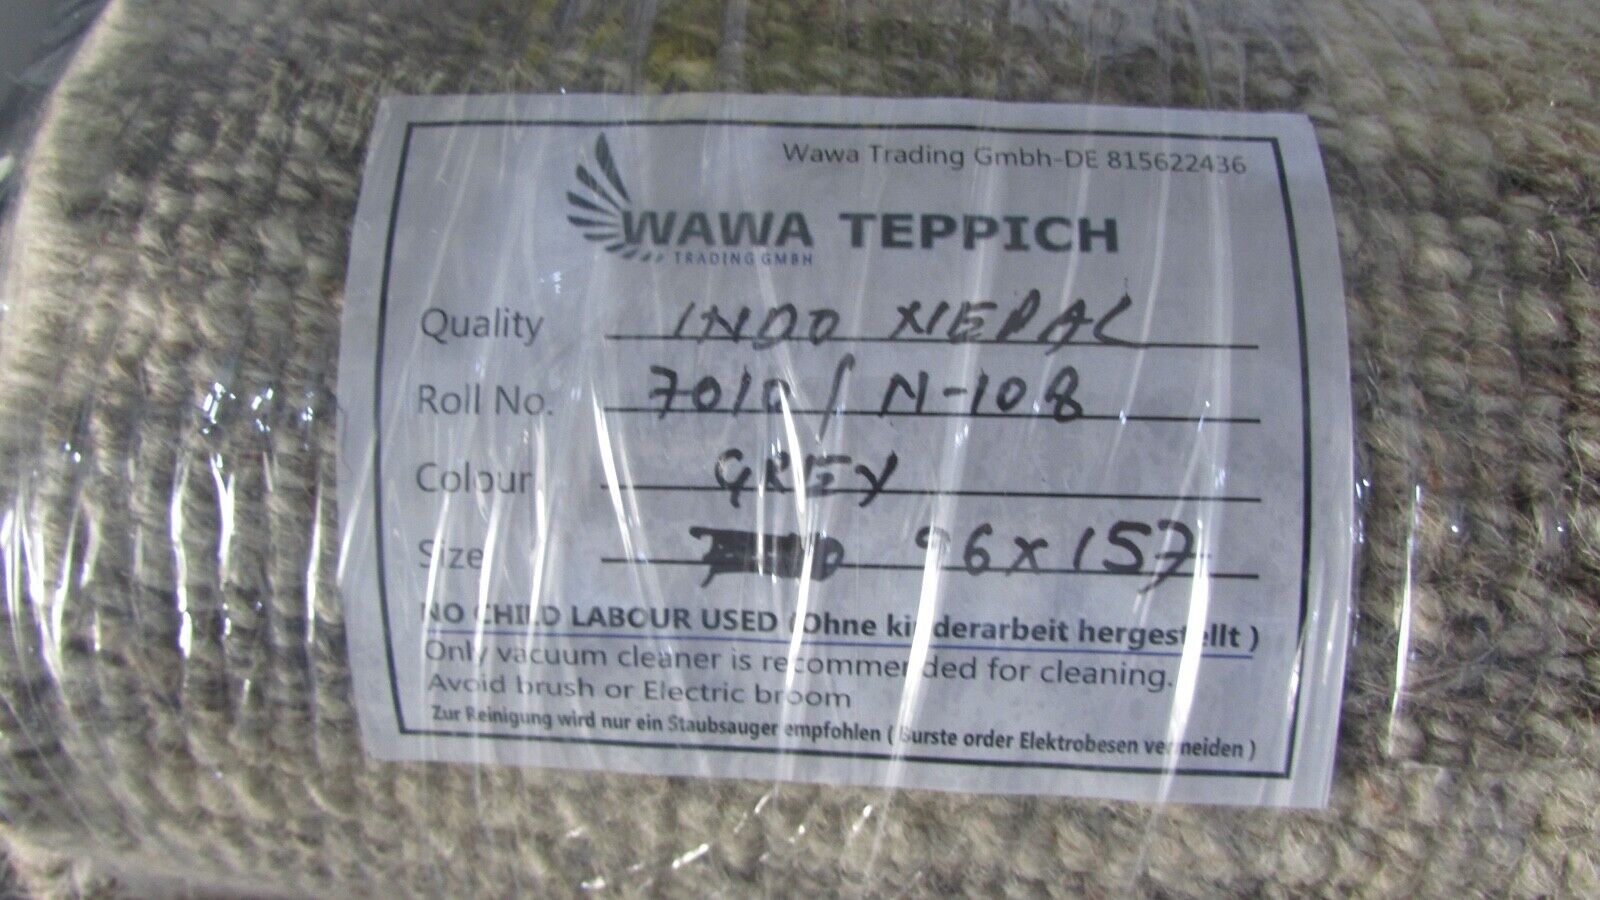 Wawa Trading Gmbh-DE 815622436
WAWA TEPPICH
TRADING GMBH
Quality INDO NEPAL
Roll No. 7010/ N-108
Colour GREY
Size 96x157
NO CHILD LABOUR USED (Ohne kinderarbeit hergestellt )
Only vacuum cleaner is recommended for cleaning.
Avoid brush or Electric broom
Zur Reinigung wird nur ein Staubsauger empfohlen ( Burste order Elektrobesen vermeiden )